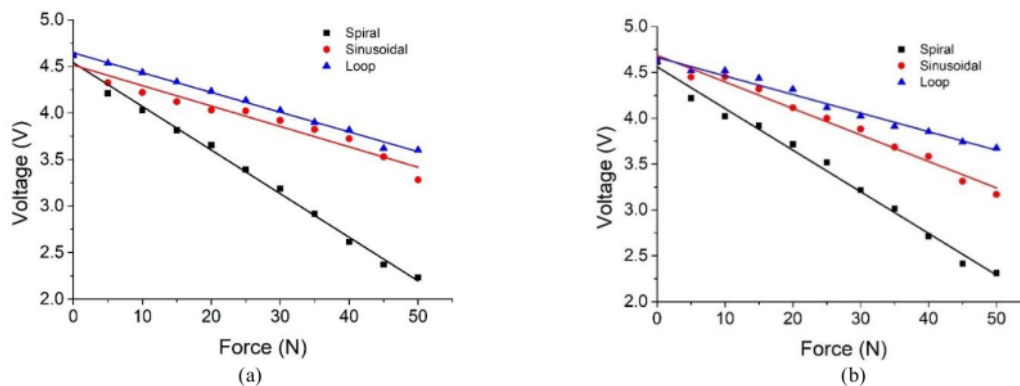 5.0
4.5
4.0
3.5
3.0
2.5
2.0
Voltage (V)
Spiral
Sinusoidal
Loop
0 10 20 30 40 50
Force (N)
(a)
5.0
4.5
4.0
3.5
3.0
2.5
2.0
Voltage (V)
Spiral
Sinusoidal
Loop
0 10 20 30 40 50
Force (N)
(b)